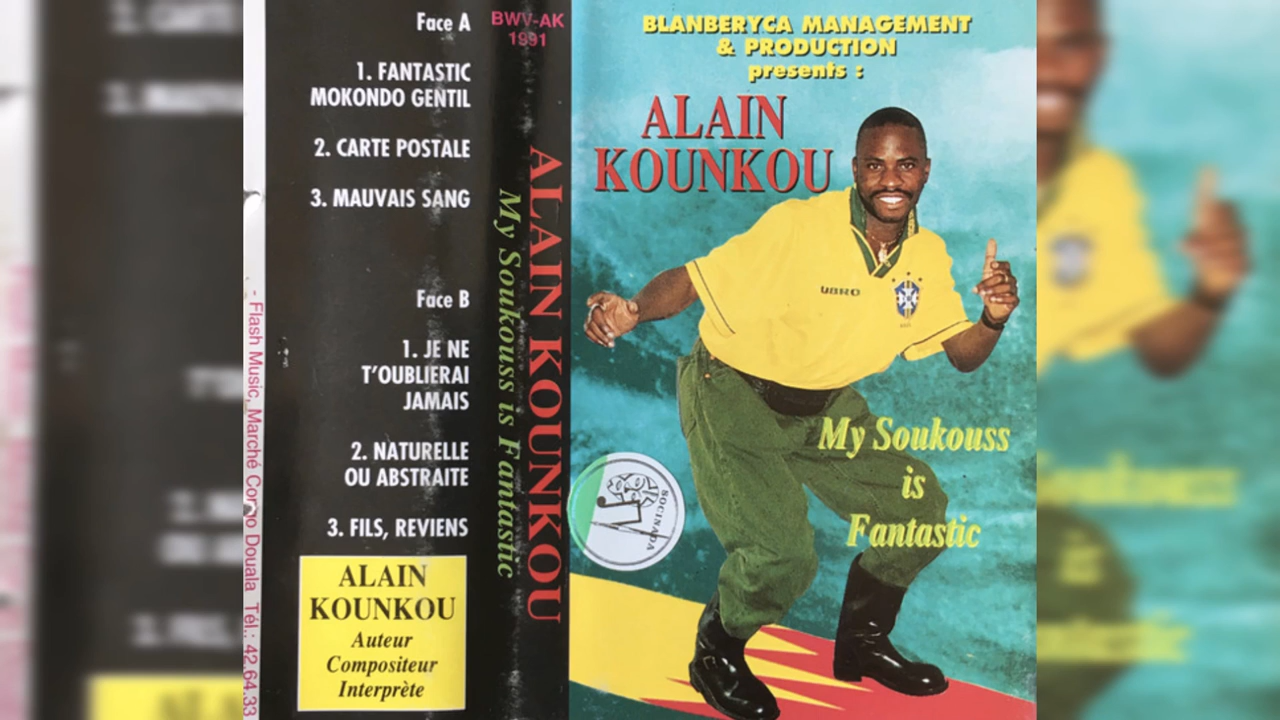 Face A
1. FANTASTIC
MOKONDO GENTIL
2. CARTE POSTALE
3. MAUVAIS SANG
Face B
1. JE NE
T'OUBLIERAI
JAMAIS
2. NATURELLE
OU ABSTRAITE
3. FILS, REVIENS
ALAIN
KOUNKOU
Auteur
Compositeur
Interprète
- Flash Music, Marché Congo Douala Tél.: 42.64.33
BWV-AK
1991
ALAIN KOUNKOU
My Soukouss is Fantastic
BLANBERYCA MANAGEMENT
& PRODUCTION
presents :
ALAIN
KOUNKOU
UBRO
My Soukouss
is
Fantastic
SOCINADA